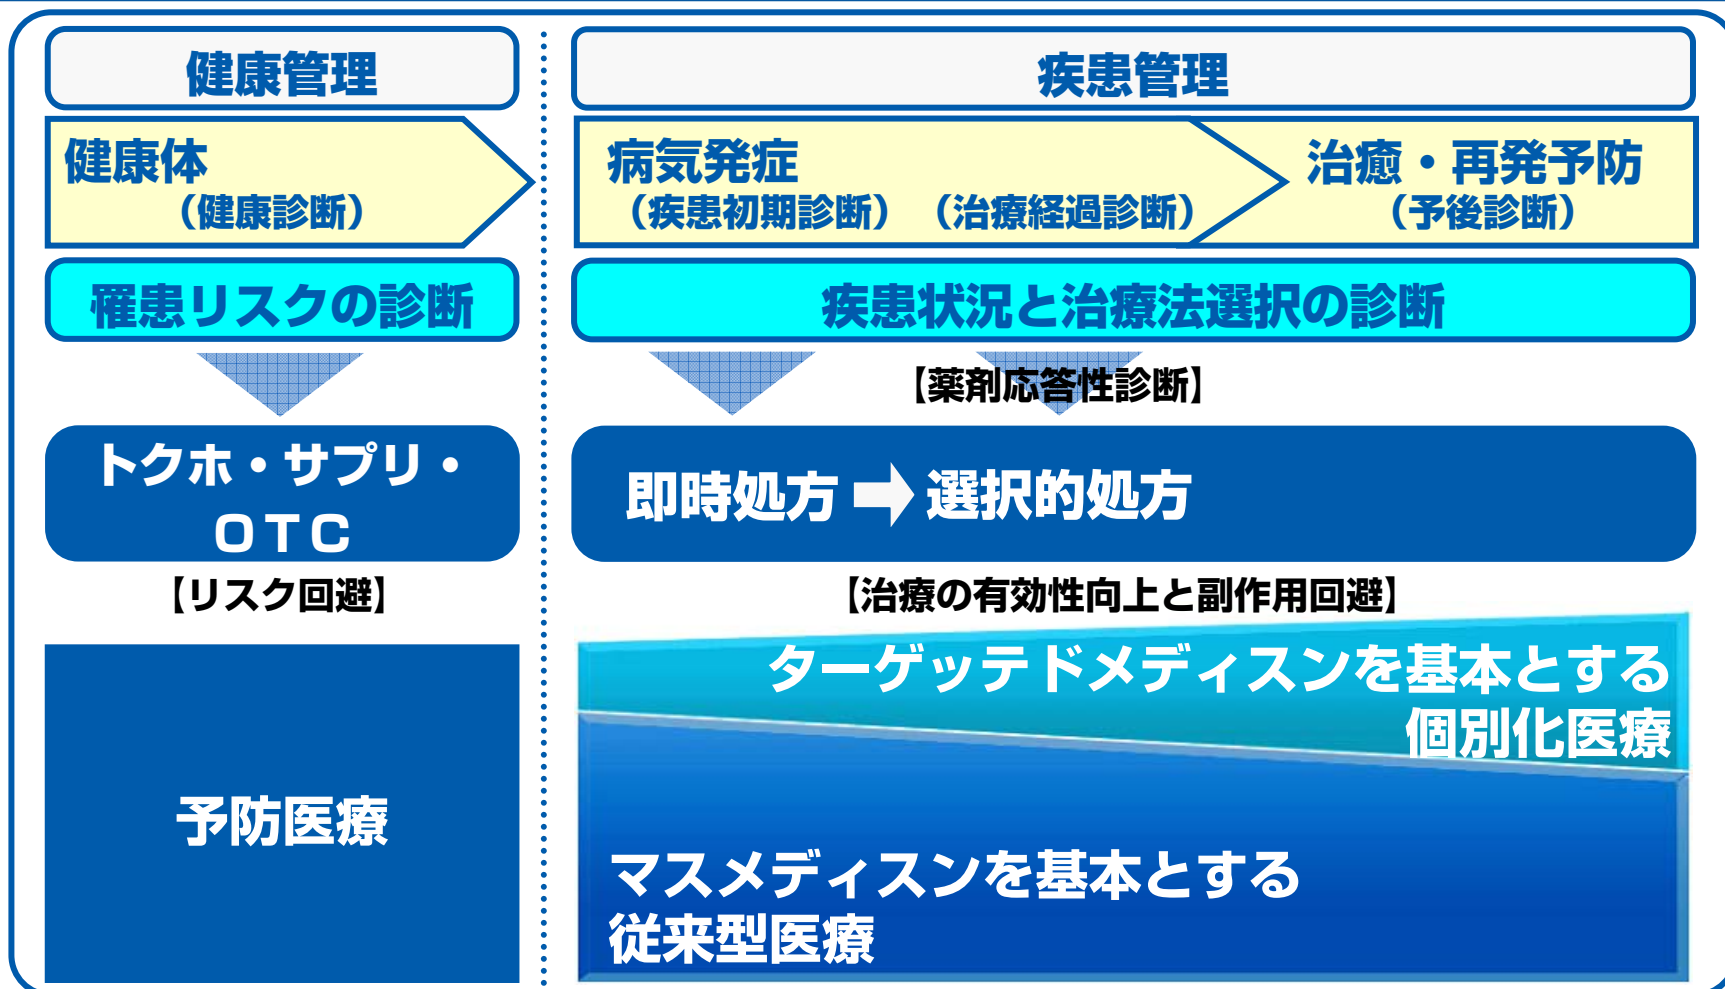 健康管理
健康体
（健康診断）
罹患リスクの診断
トクホ・サプリ・
ＯＴＣ
【リスク回避】
予防医療
疾患管理
病気発症
（疾患初期診断）（治療経過診断）
治癒・再発予防
（予後診断）
疾患状況と治療法選択の診断
【薬剤応答性診断】
即時処方 選択的処方
【治療の有効性向上と副作用回避】
ターゲッテドメディスンを基本とする
個別化医療
マスメディスンを基本とする
従来型医療